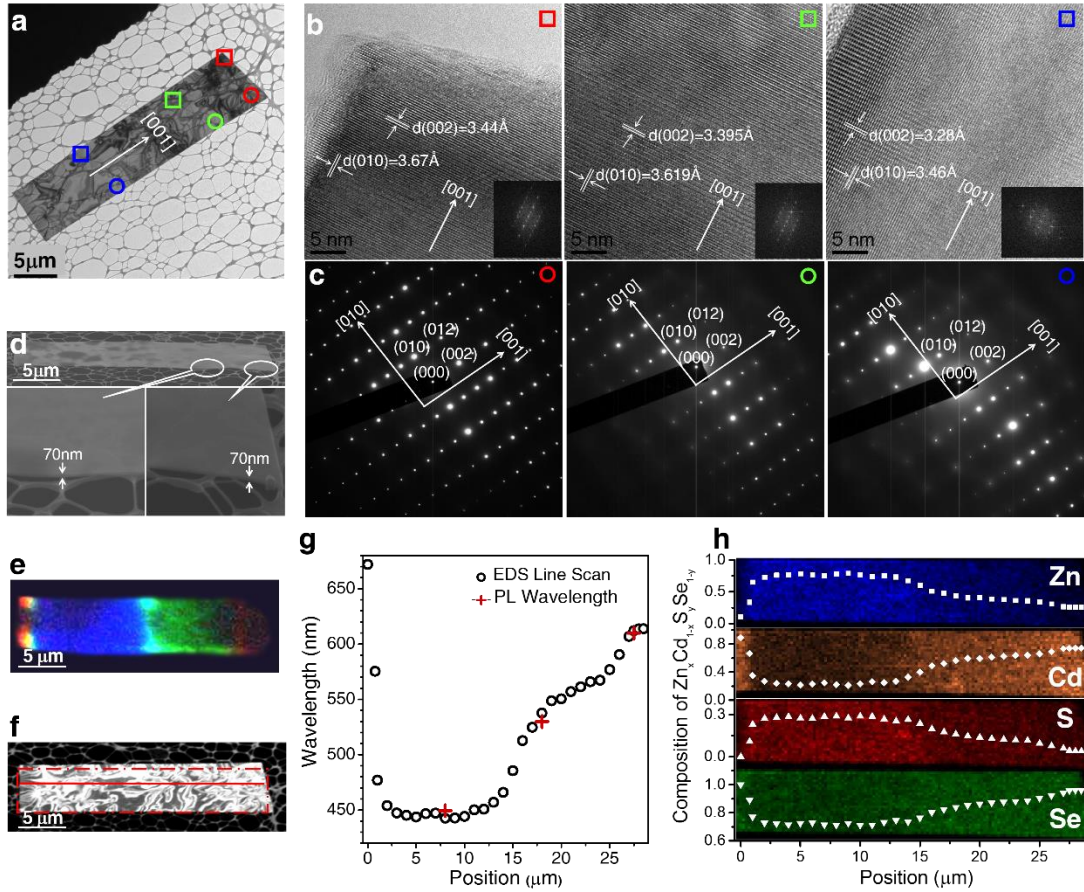 a
[001]
5μm
b
d(002)=3.44Å
d(010)=3.67Å
[001]
5 nm
d(002)=3.395Å
d(010)=3.619Å
[001]
5 nm
d(002)=3.28Å
d(010)=3.46Å
[001]
5 nm
c
[010]
(012)
(010)
(002)
[001]
(000)
[010]
(012)
(010)
(002)
[001]
(000)
[010]
(012)
(010)
(002)
[001]
(000)
d
5μm
70nm
70nm
e
5 μm
f
5 μm
g
EDS Line Scan
PL Wavelength
Wavelength (nm)
650
600
550
500
450
0 5 10 15 20 25
Position (μm)
h
Composition of ZnxCd1-xSySe1-y
1.0
0.5
0.0
Zn
0.8
0.4
0.0
Cd
0.3
0.0
S
1.0
0.8
0.6
Se
0 5 10 15 20 25
Position (μm)